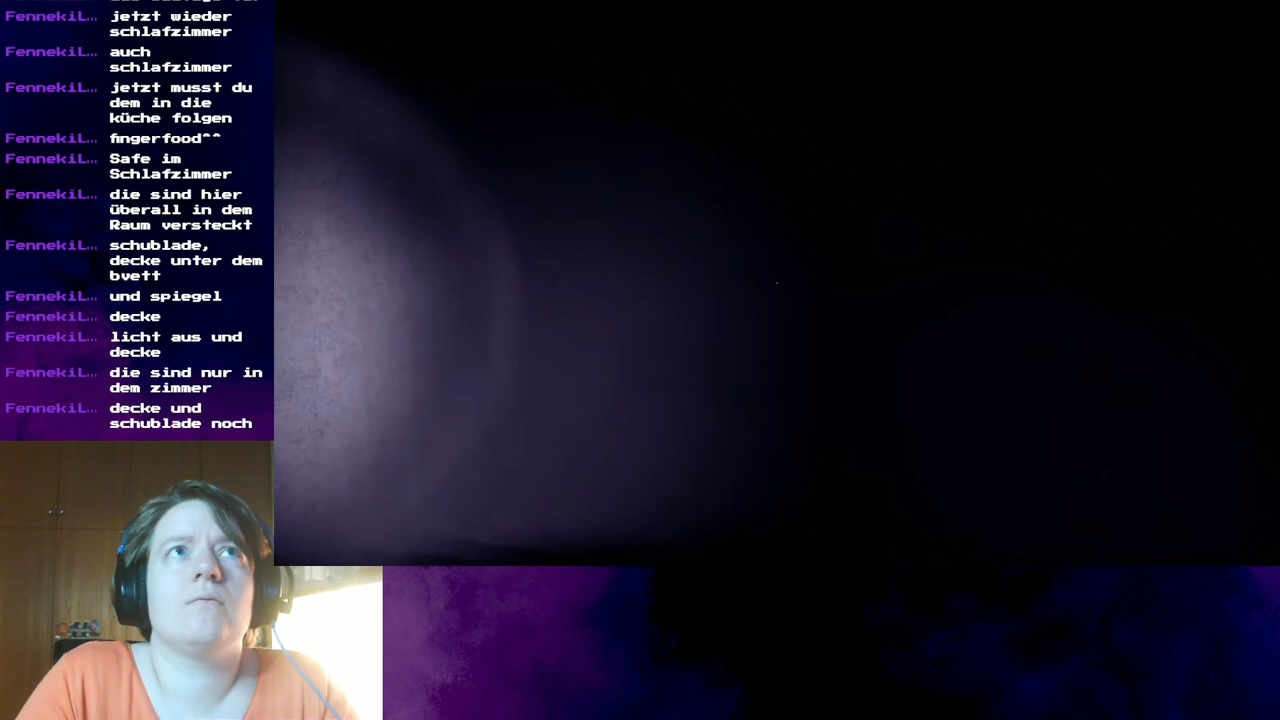 FennekiL… jetzt wieder
schlafzimmer
FennekiL… auch
schlafzimmer
FennekiL… jetzt musst du
dem in die
küche folgen
FennekiL… fingerfood^^
FennekiL… Safe im
Schlafzimmer
FennekiL… die sind hier
überall in dem
Raum versteckt
FennekiL… schublade,
decke unter dem
bvett
FennekiL… und spiegel
FennekiL… decke
FennekiL… licht aus und
decke
FennekiL… die sind nur in
dem zimmer
FennekiL… decke und
schublade noch